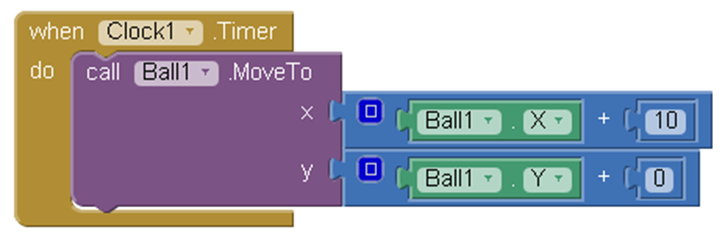 when Clock1 .Timer
do call Ball1 .MoveTo
x Ball1 . X + 10
y Ball1 . Y + 0